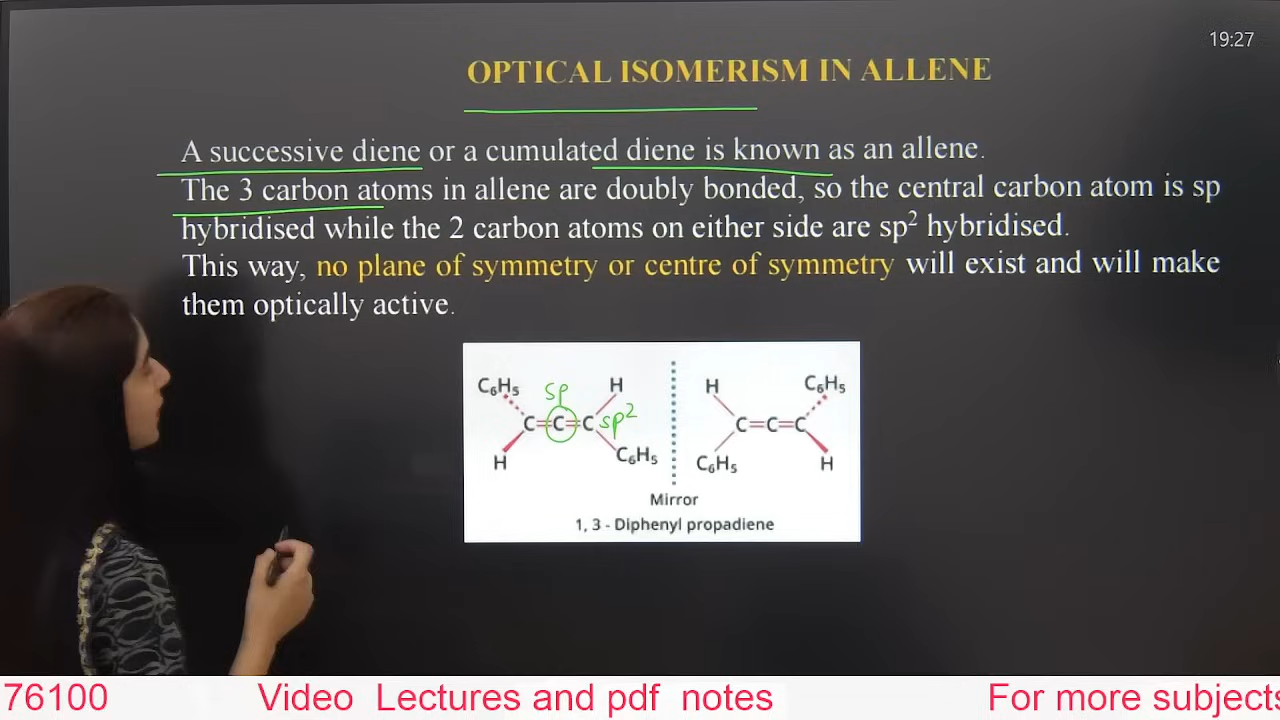 19:27
OPTICAL ISOMERISM IN ALLENE
A successive diene or a cumulated diene is known as an allene.
The 3 carbon atoms in allene are doubly bonded, so the central carbon atom is sp
hybridised while the 2 carbon atoms on either side are sp² hybridised.
This way, no plane of symmetry or centre of symmetry will exist and will make
them optically active.
C₆H₅ sp H H C₆H₅
C=C=C sp² C=C=C
H C₆H₅ C₆H₅ H
Mirror
1, 3 - Diphenyl propadiene
76100 Video Lectures and pdf notes For more subjects